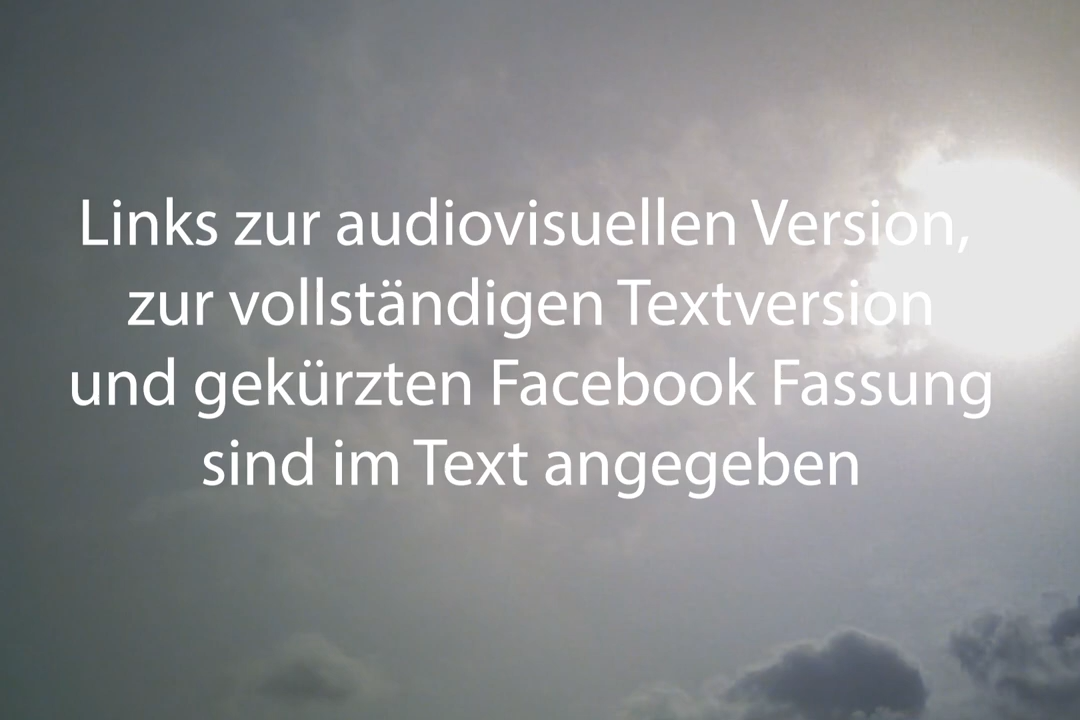 Links zur audiovisuellen Version,
zur vollständigen Textversion
und gekürzten Facebook Fassung
sind im Text angegeben